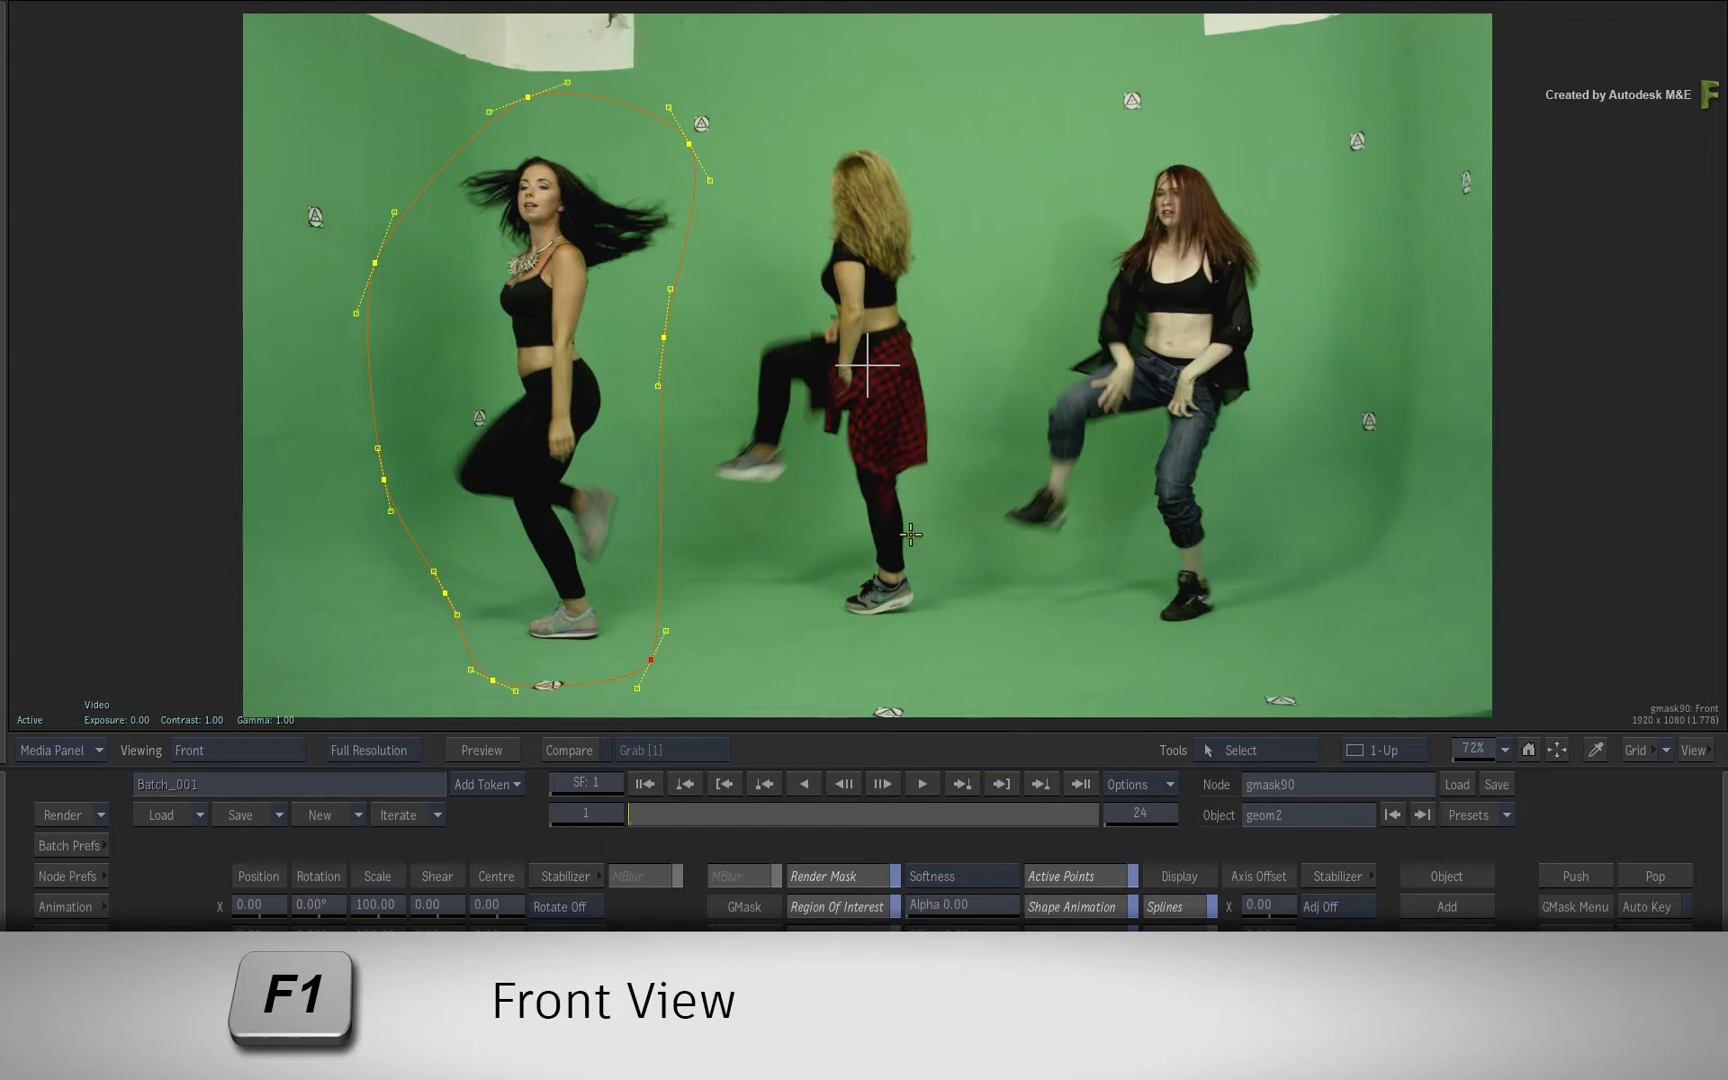 Created by Autodesk M&E
Video
Active Exposure: 0.00 Contrast: 1.00 Gamma: 1.00
gmask90: Front
1920 x 1080 (1.778)
Media Panel Viewing Front Full Resolution Preview Compare Grab [1] Tools Select 1-Up 72% Grid View
Batch_001 Add Token SF: 1 Options Node gmask90 Load Save
Render Load Save New Iterate 1 24 Object geom2 Presets
Batch Prefs
Node Prefs Position Rotation Scale Shear Centre Stabilizer MBlur MBlur Render Mask Softness Active Points Display Axis Offset Stabilizer Object Push Pop
Animation X 0.00 0.00° 100.00 0.00 0.00 Rotate Off GMask Region Of Interest Alpha 0.00 Shape Animation Splines X 0.00 Adj Off Add GMask Menu Auto Key
F1 Front View